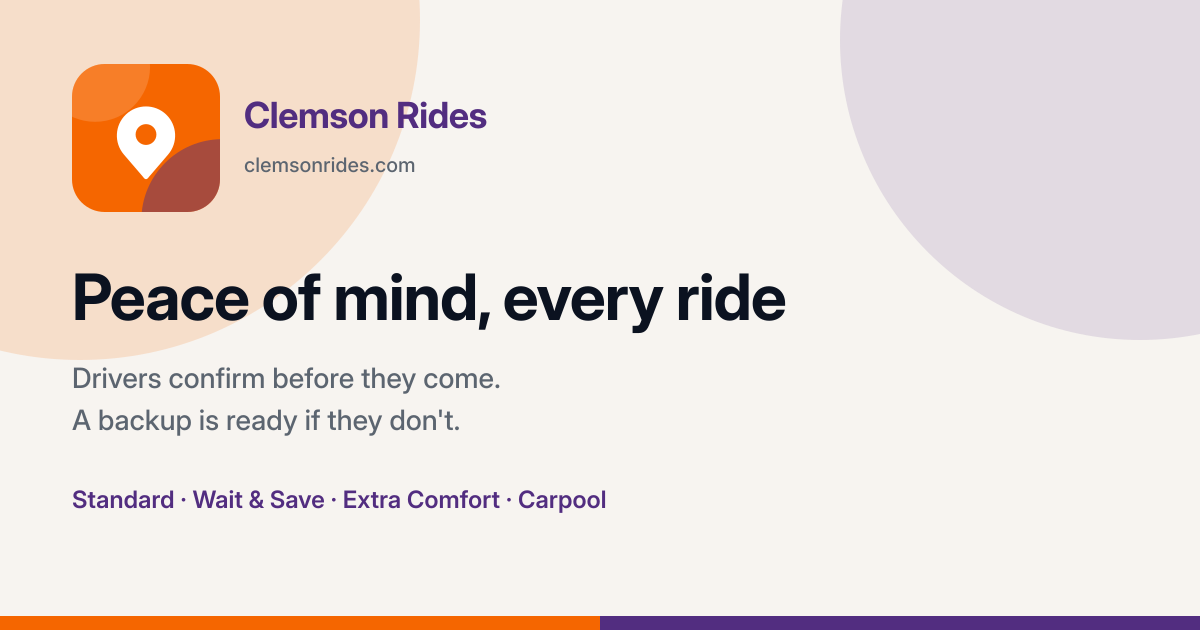 Clemson Rides
clemsonrides.com
Peace of mind, every ride
Drivers confirm before they come.
A backup is ready if they don't.
Standard · Wait & Save · Extra Comfort · Carpool